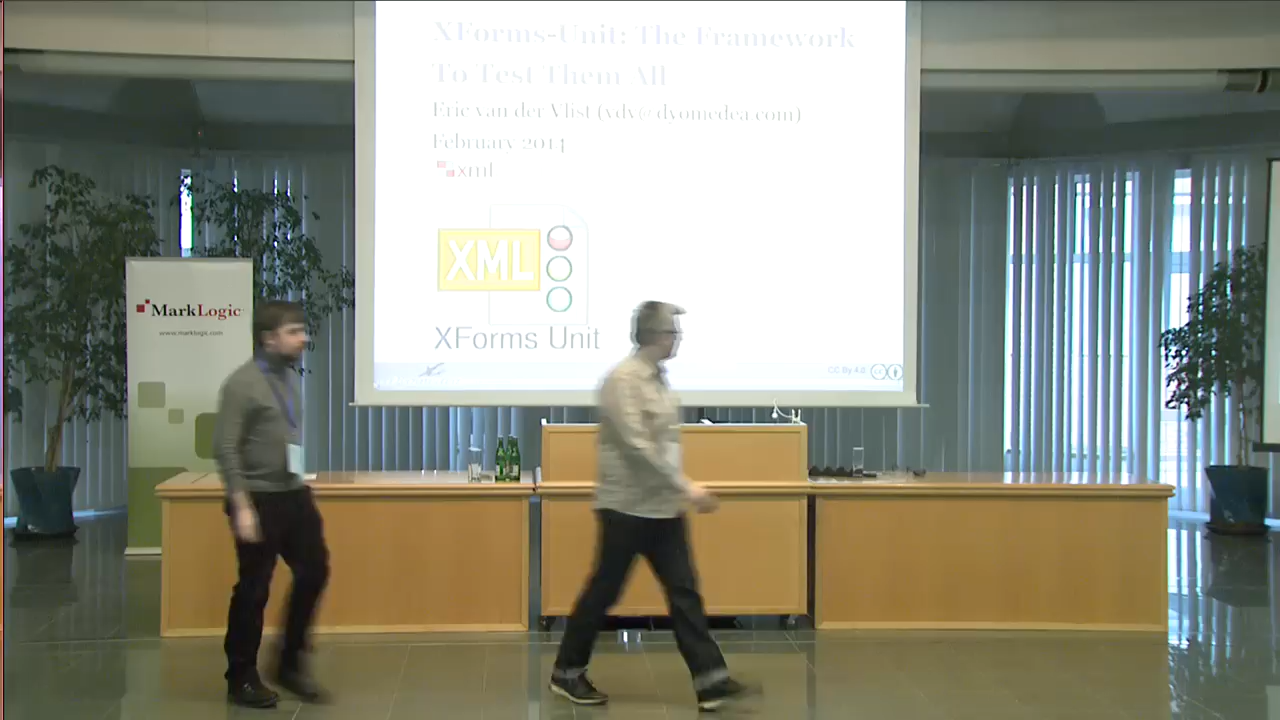 XForms-Unit: The Framework
To Test Them All
Eric van der Vlist (vdv@dyomedea.com)
February 2014
xml
XML
XForms Unit
CC By 4.0
MarkLogic
www.marklogic.com